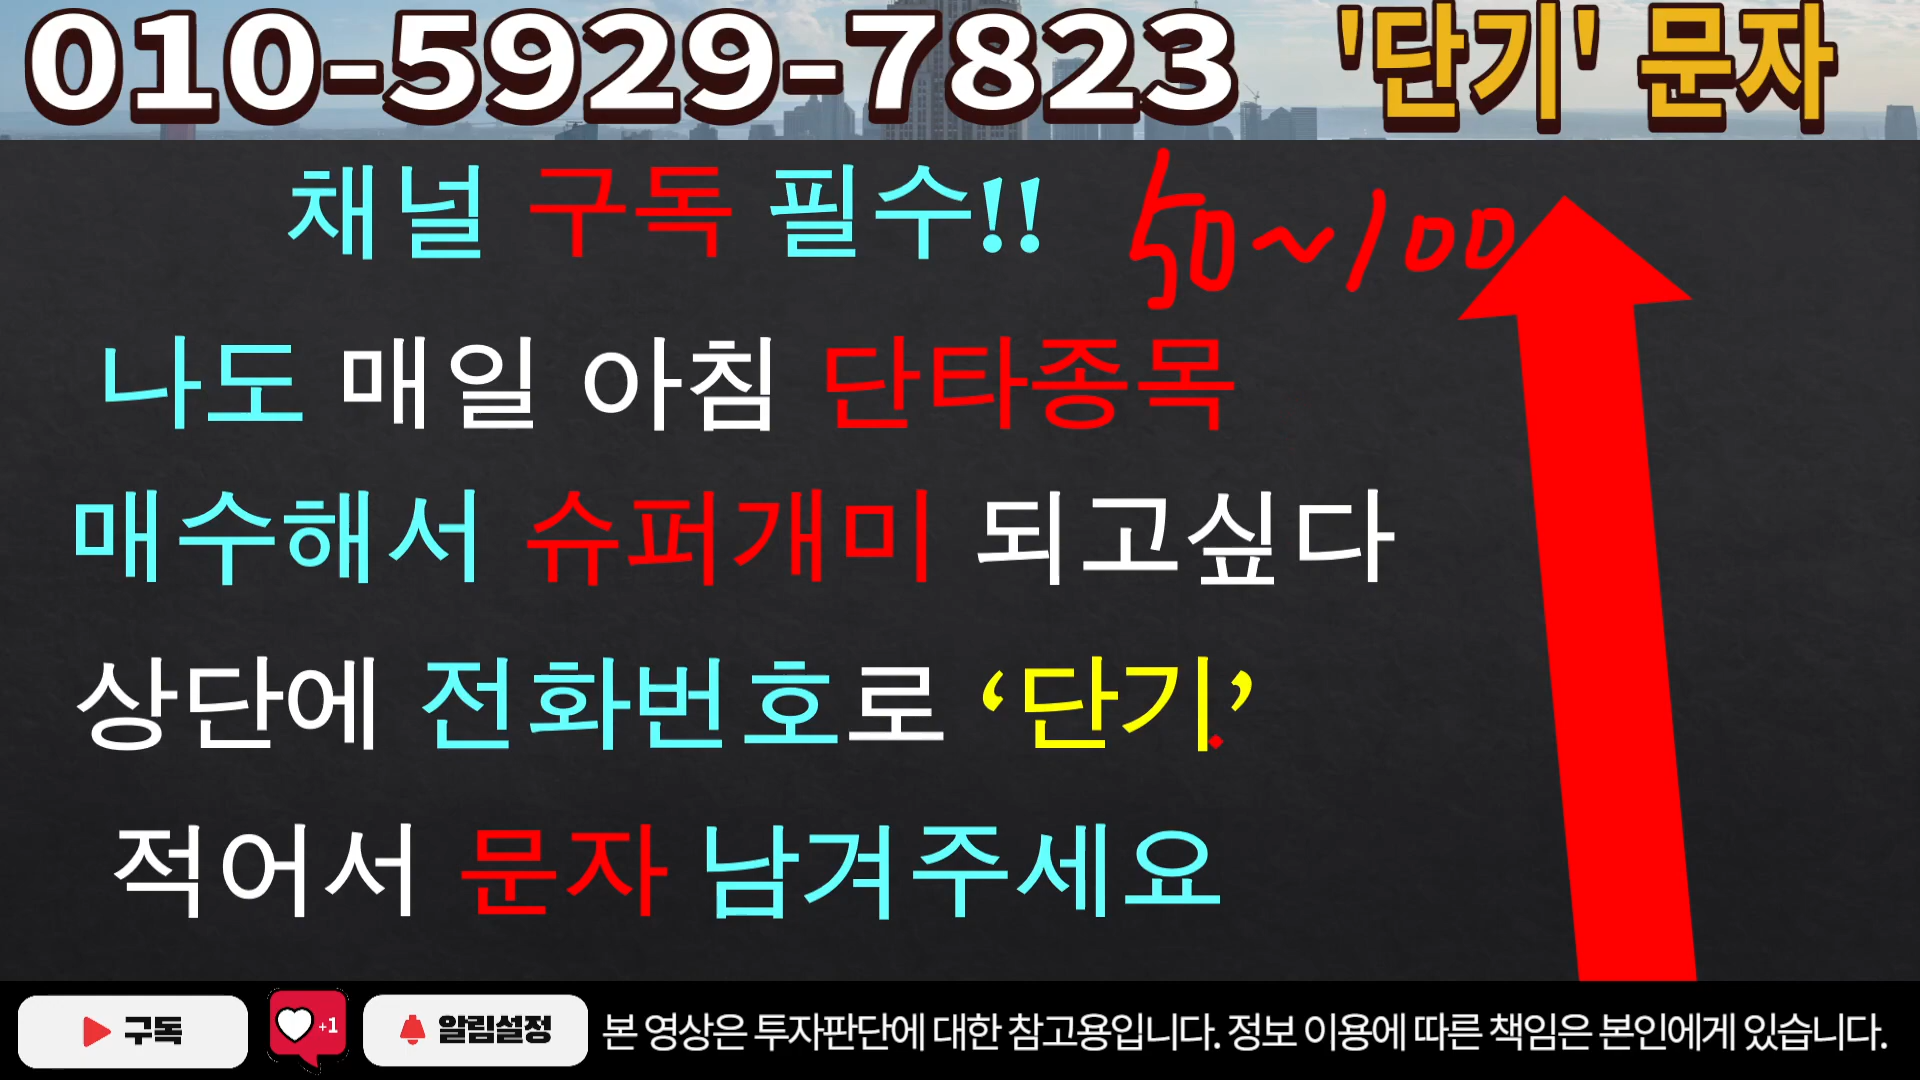 010-5929-7823 '단기' 문자
채널 구독 필수!! 50~100
나도 매일 아침 단타종목
매수해서 슈퍼개미 되고싶다
상단에 전화번호로 ‘단기’
적어서 문자 남겨주세요
구독 +1 알림설정 본 영상은 투자판단에 대한 참고용입니다. 정보 이용에 따른 책임은 본인에게 있습니다.